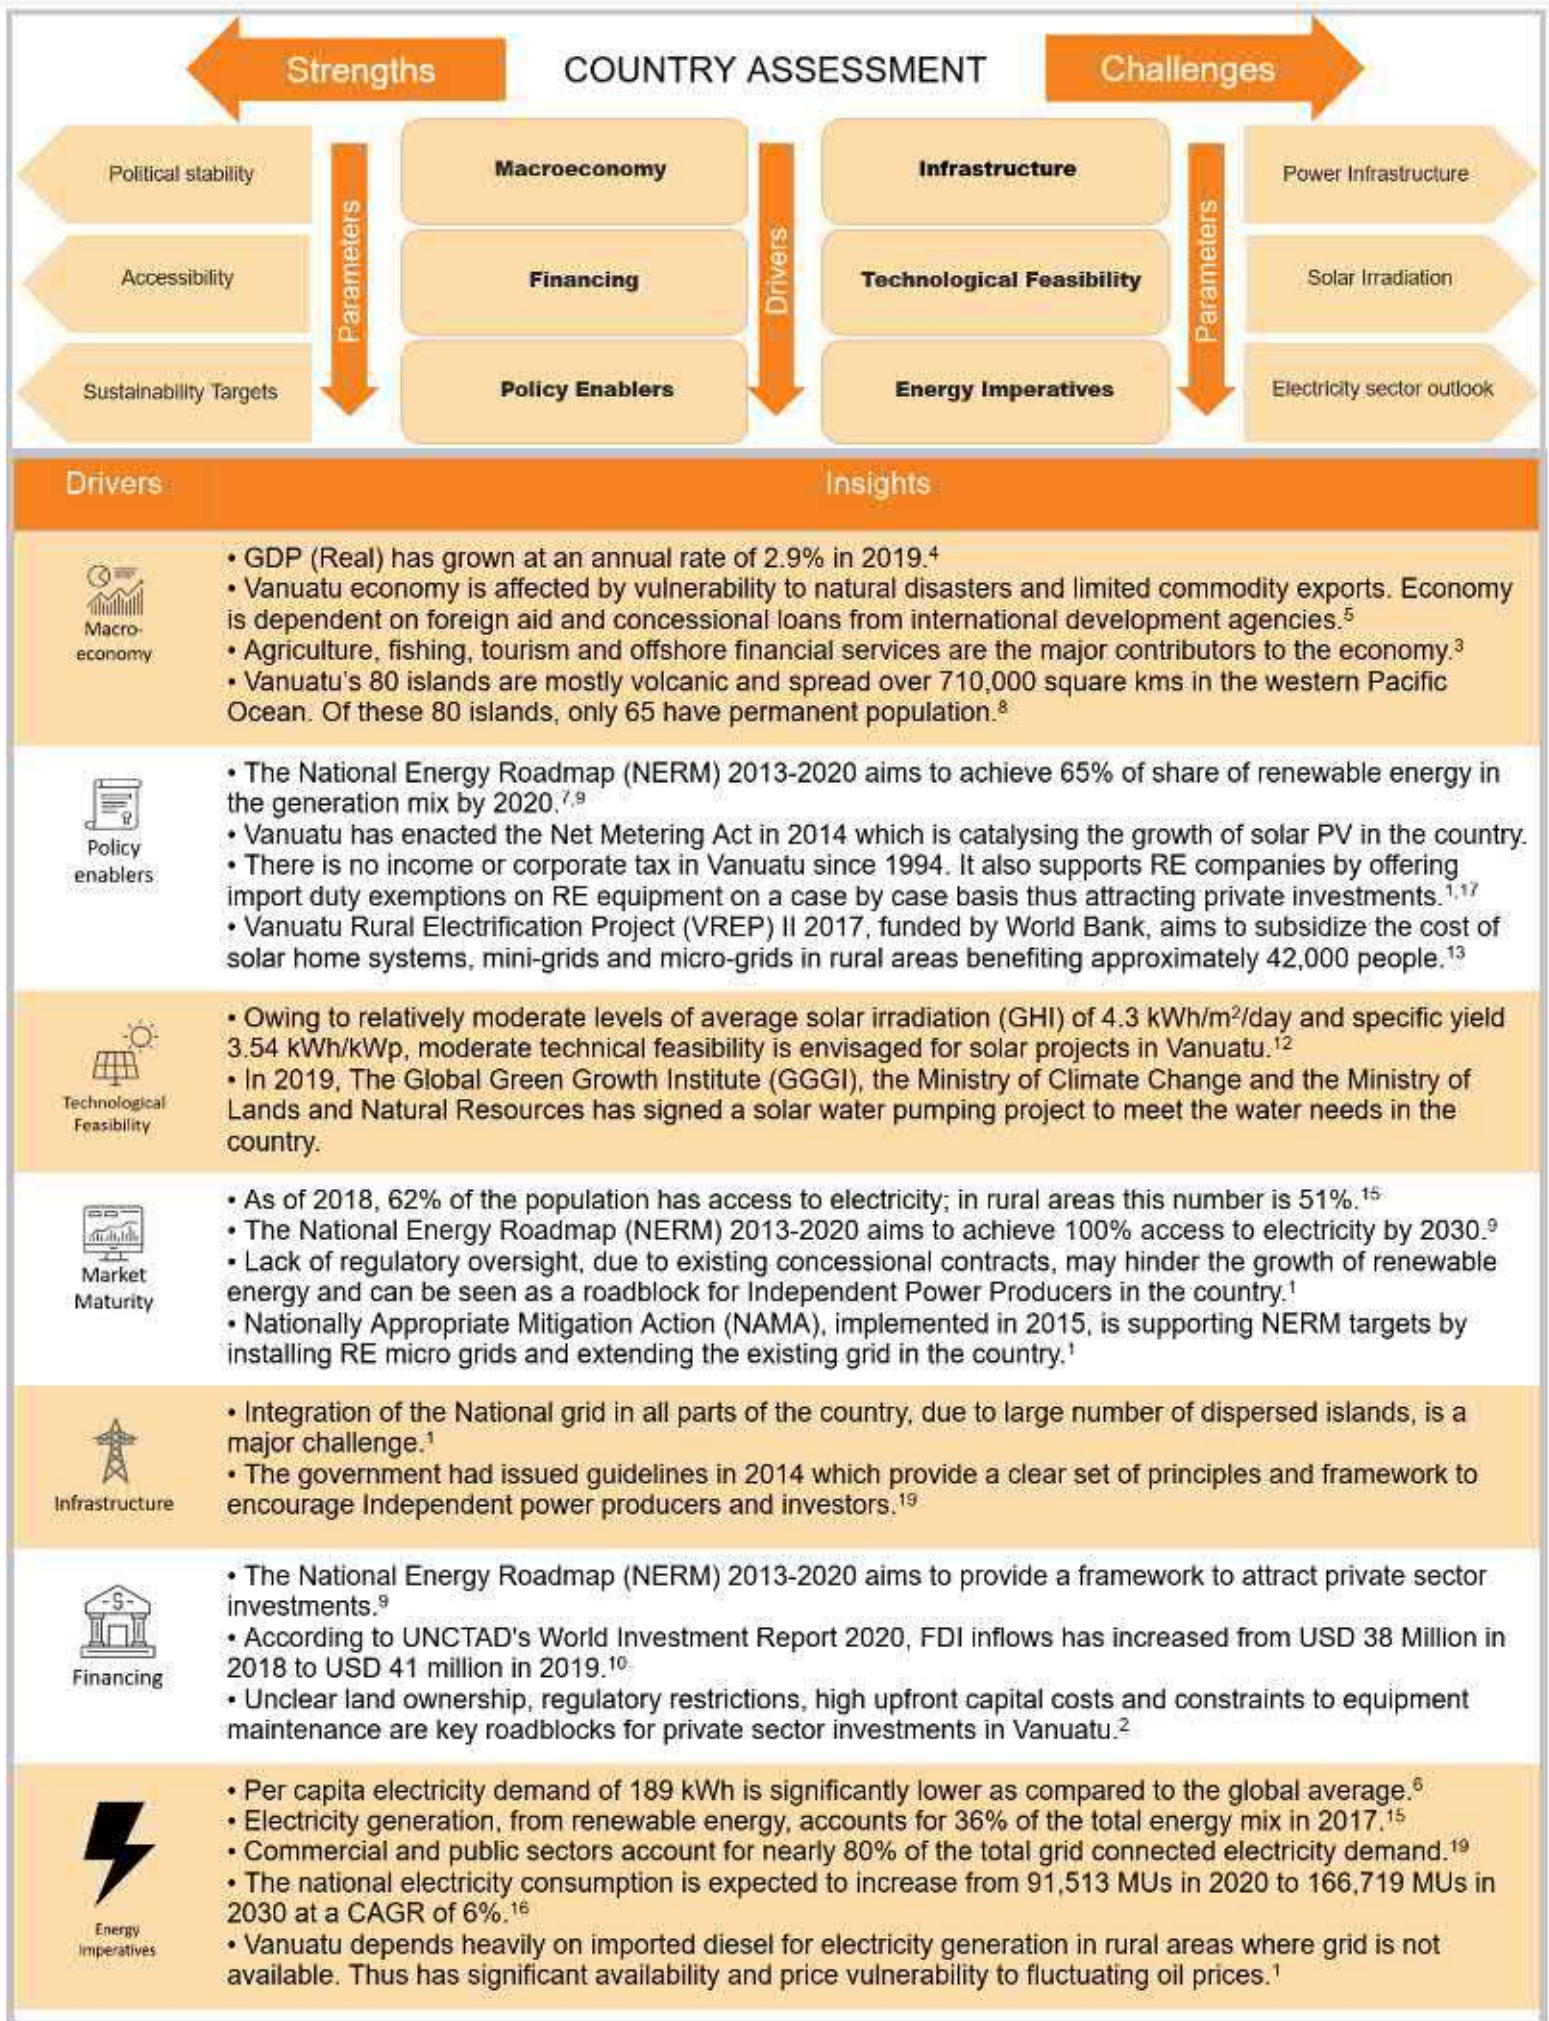 Strengths
COUNTRY ASSESSMENT
Challenges
Political stability
Macroeconomy
Infrastructure
Power Infrastructure
Parameters
Drivers
Parameters
Accessibility
Financing
Technological Feasibility
Solar Irradiation
Sustainability Targets
Policy Enablers
Energy Imperatives
Electricity sector outlook
Drivers
Insights
Macro-
economy
• GDP (Real) has grown at an annual rate of 2.9% in 2019.⁴
• Vanuatu economy is affected by vulnerability to natural disasters and limited commodity exports. Economy
is dependent on foreign aid and concessional loans from international development agencies.⁵
• Agriculture, fishing, tourism and offshore financial services are the major contributors to the economy.³
• Vanuatu's 80 islands are mostly volcanic and spread over 710,000 square kms in the western Pacific
Ocean. Of these 80 islands, only 65 have permanent population.⁸
Policy
enablers
• The National Energy Roadmap (NERM) 2013-2020 aims to achieve 65% of share of renewable energy in
the generation mix by 2020.⁷,⁹
• Vanuatu has enacted the Net Metering Act in 2014 which is catalysing the growth of solar PV in the country.
• There is no income or corporate tax in Vanuatu since 1994. It also supports RE companies by offering
import duty exemptions on RE equipment on a case by case basis thus attracting private investments.¹,¹⁷
• Vanuatu Rural Electrification Project (VREP) II 2017, funded by World Bank, aims to subsidize the cost of
solar home systems, mini-grids and micro-grids in rural areas benefiting approximately 42,000 people.¹³
Technological
Feasibility
• Owing to relatively moderate levels of average solar irradiation (GHI) of 4.3 kWh/m²/day and specific yield
3.54 kWh/kWp, moderate technical feasibility is envisaged for solar projects in Vanuatu.¹²
• In 2019, The Global Green Growth Institute (GGGI), the Ministry of Climate Change and the Ministry of
Lands and Natural Resources has signed a solar water pumping project to meet the water needs in the
country.
Market
Maturity
• As of 2018, 62% of the population has access to electricity; in rural areas this number is 51%.¹⁵
• The National Energy Roadmap (NERM) 2013-2020 aims to achieve 100% access to electricity by 2030.⁹
• Lack of regulatory oversight, due to existing concessional contracts, may hinder the growth of renewable
energy and can be seen as a roadblock for Independent Power Producers in the country.¹
• Nationally Appropriate Mitigation Action (NAMA), implemented in 2015, is supporting NERM targets by
installing RE micro grids and extending the existing grid in the country.¹
Infrastructure
• Integration of the National grid in all parts of the country, due to large number of dispersed islands, is a
major challenge.¹
• The government had issued guidelines in 2014 which provide a clear set of principles and framework to
encourage Independent power producers and investors.¹⁹
-S-
Financing
• The National Energy Roadmap (NERM) 2013-2020 aims to provide a framework to attract private sector
investments.⁹
• According to UNCTAD's World Investment Report 2020, FDI inflows has increased from USD 38 Million in
2018 to USD 41 million in 2019.¹⁰
• Unclear land ownership, regulatory restrictions, high upfront capital costs and constraints to equipment
maintenance are key roadblocks for private sector investments in Vanuatu.²
Energy
Imperatives
• Per capita electricity demand of 189 kWh is significantly lower as compared to the global average.⁶
• Electricity generation, from renewable energy, accounts for 36% of the total energy mix in 2017.¹⁵
• Commercial and public sectors account for nearly 80% of the total grid connected electricity demand.¹⁹
• The national electricity consumption is expected to increase from 91,513 MUs in 2020 to 166,719 MUs in
2030 at a CAGR of 6%.¹⁶
• Vanuatu depends heavily on imported diesel for electricity generation in rural areas where grid is not
available. Thus has significant availability and price vulnerability to fluctuating oil prices.¹